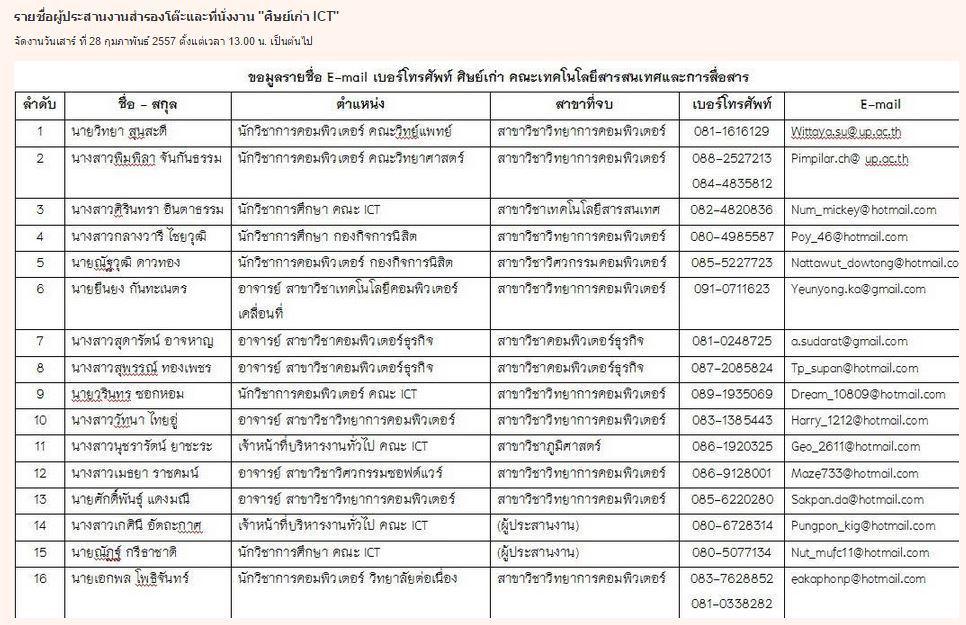 รายชื่อผู้ประสานงานสำรองโต๊ะและที่นั่งงาน "ศิษย์เก่า ICT"
จัดงานวันเสาร์ ที่ 28 กุมภาพันธ์ 2557 ตั้งแต่เวลา 13.00 น. เป็นต้นไป
ขอมูลรายชื่อ E-mail เบอร์โทรศัพท์ ศิษย์เก่า คณะเทคโนโลยีสารสนเทศและการสื่อสาร
ลำดับ ชื่อ - สกุล ตำแหน่ง สาขาที่จบ เบอร์โทรศัพท์ E-mail
1 นายวิทยา สุนสะดี นักวิชาการคอมพิวเตอร์ คณะวิทย์แพทย์ สาขาวิชาวิทยาการคอมพิวเตอร์ 081-1616129 Wittaya.su@up.ac.th
2 นางสาวพิมพิลา จันกันธรรม นักวิชาการคอมพิวเตอร์ คณะวิทยาศาสตร์ สาขาวิชาวิทยาการคอมพิวเตอร์ 088-2527213 Pimpilar.ch@ up.ac.th
084-4835812
3 นางสาวศิรินทรา อินตาธรรม นักวิชาการศึกษา คณะ ICT สาขาวิชาเทคโนโลยีสารสนเทศ 082-4820836 Num_mickey@hotmail.com
4 นางสาวกลางวารี ไชยวุฒิ นักวิชาการศึกษา กองกิจการนิสิต สาขาวิชาวิทยาการคอมพิวเตอร์ 080-4985587 Poy_46@hotmail.com
5 นายณัฐวุฒิ ดาวทอง นักวิชาการคอมพิวเตอร์ กองกิจการนิสิต สาขาวิชาวิศวกรรมคอมพิวเตอร์ 085-5227723 Nattawut_dowtong@hotmail.co
6 นายยืนยง กันทะเนตร อาจารย์ สาขาวิชาเทคโนโลยีคอมพิวเตอร์ สาขาวิชาวิทยาการคอมพิวเตอร์ 091-0711623 Yeunyong.ka@gmail.com
เคลื่อนที่
7 นางสาวสุดารัตน์ อาจหาญ อาจารย์ สาขาวิชาคอมพิวเตอร์ธุรกิจ สาขาวิชาคอมพิวเตอร์ธุรกิจ 081-0248725 a.sudarat@gmail.com
8 นางสาวสุพรรณ์ ทองเพชร อาจารย์ สาขาวิชาคอมพิวเตอร์ธุรกิจ สาขาวิชาคอมพิวเตอร์ธุรกิจ 087-2085824 Tp_supan@hotmail.com
9 นายวรินทร ซอกหอม นักวิชาการคอมพิวเตอร์ คณะ ICT สาขาวิชาวิทยาการคอมพิวเตอร์ 089-1935069 Dream_10809@hotmail.com
10 นางสาววัทนา ไทยอู่ อาจารย์ สาขาวิชาวิทยาการคอมพิวเตอร์ สาขาวิชาวิทยาการคอมพิวเตอร์ 083-1385443 Harry_1212@hotmail.com
11 นางสาวนุชรารัตน์ ยาชะระ เจ้าหน้าที่บริหารงานทั่วไป คณะ ICT สาขาวิชาภูมิศาสตร์ 086-1920325 Geo_2611@hotmail.com
12 นางสาวเมธยา ราชคมน์ อาจารย์ สาขาวิชาวิศวกรรมซอฟต์แวร์ สาขาวิชาวิทยาการคอมพิวเตอร์ 086-9128001 Maze733@hotmail.com
13 นายศักดิ์พันธุ์ แดงมณี อาจารย์ สาขาวิชาวิทยาการคอมพิวเตอร์ สาขาวิชาวิทยาการคอมพิวเตอร์ 085-6220280 Sakpan.da@hotmail.com
14 นางสาวเกศินี อัดถะกาศ เจ้าหน้าที่บริหารงานทั่วไป คณะ ICT (ผู้ประสานงาน) 080-6728314 Pungpon_kig@hotmail.com
15 นายณัฏฐ์ กรีธาชาติ นักวิชาการศึกษา คณะ ICT (ผู้ประสานงาน) 080-5077134 Nut_mufc11@hotmail.com
16 นายเอกพล โพธิจันทร์ นักวิชาการคอมพิวเตอร์ วิทยาลัยต่อเนื่อง สาขาวิชาวิทยาการคอมพิวเตอร์ 083-7628852 eakaphonp@hotmail.com
081-0338282